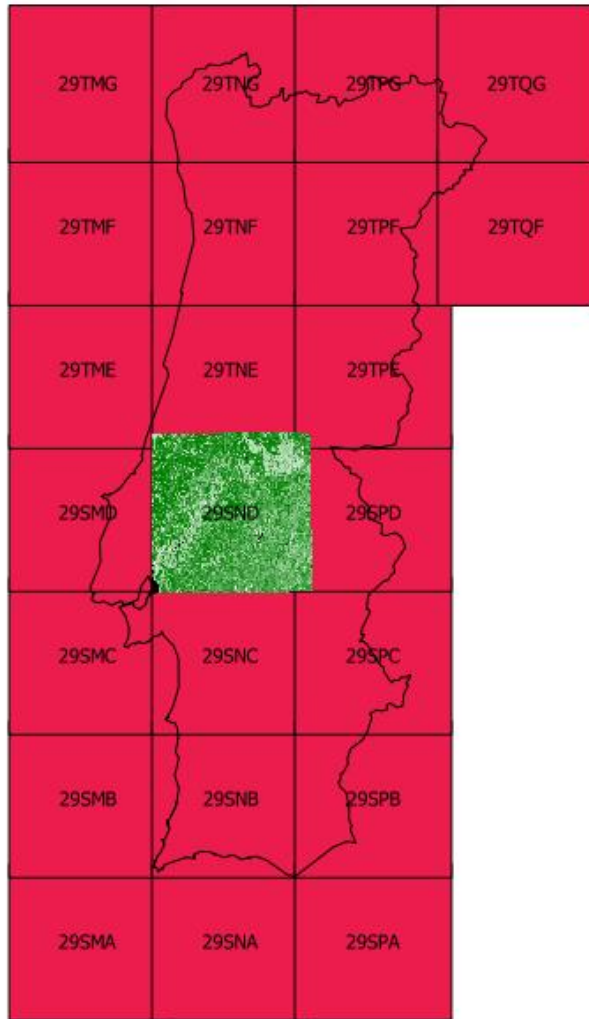 29TMG 29TNG 29TPG 29TQG
29TMF 29TNF 29TPF 29TQF
29TME 29TNE 29TPE
29SMD 29SND 29SPD
29SMC 29SNC 29SPC
29SMB 29SNB 29SPB
29SMA 29SNA 29SPA